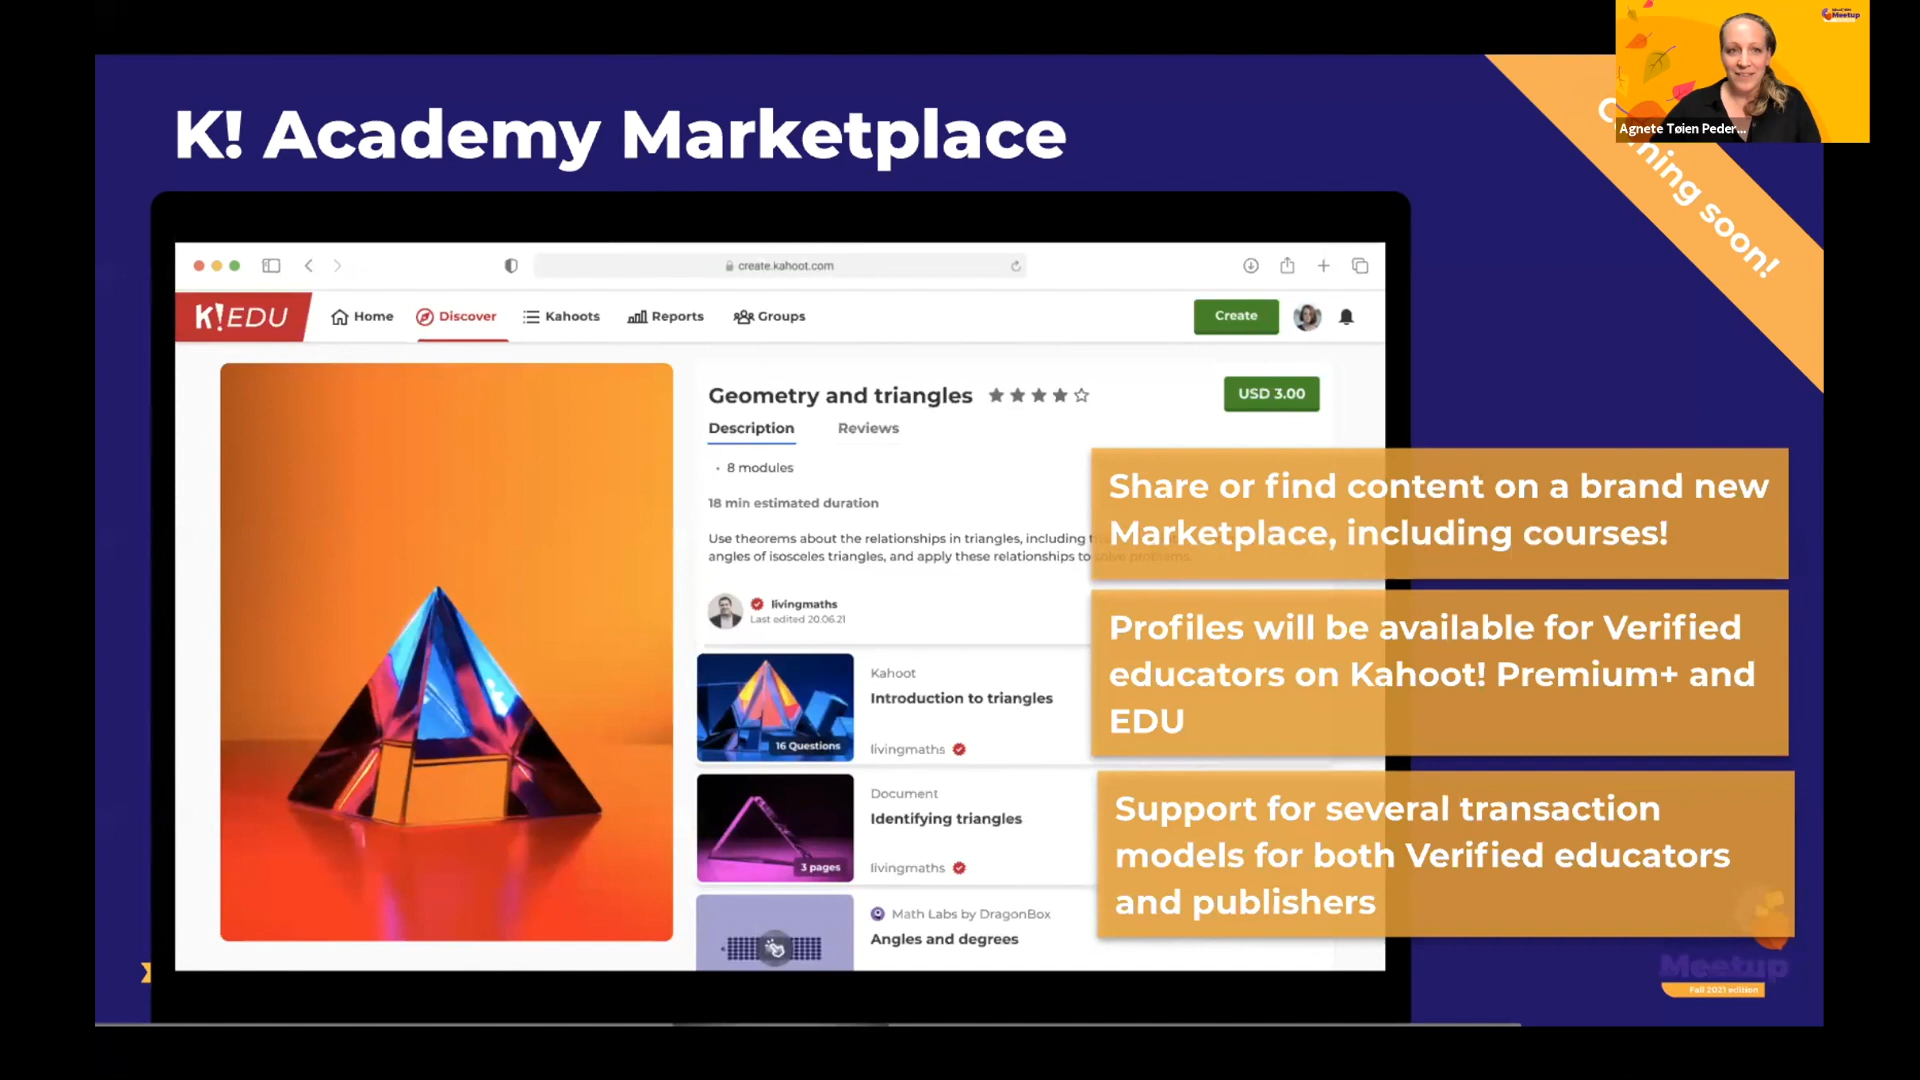 Meetup
Agnete Tøien Peder...
K! Academy Marketplace
ming soon!
create.kahoot.com
K! EDU
Home
Discover
Kahoots
Reports
Groups
Create
Geometry and triangles
USD 3.00
Description
Reviews
• 8 modules
18 min estimated duration
Use theorems about the relationships in triangles, including
angles of isosceles triangles, and apply these relationships to solve problems.
livingmaths
Last edited 20.06.21
Kahoot
Introduction to triangles
16 Questions
livingmaths
Document
Identifying triangles
3 pages
livingmaths
Math Labs by DragonBox
Angles and degrees
Share or find content on a brand new
Marketplace, including courses!
Profiles will be available for Verified
educators on Kahoot! Premium+ and
EDU
Support for several transaction
models for both Verified educators
and publishers
Meetup
Fall 2021 edition